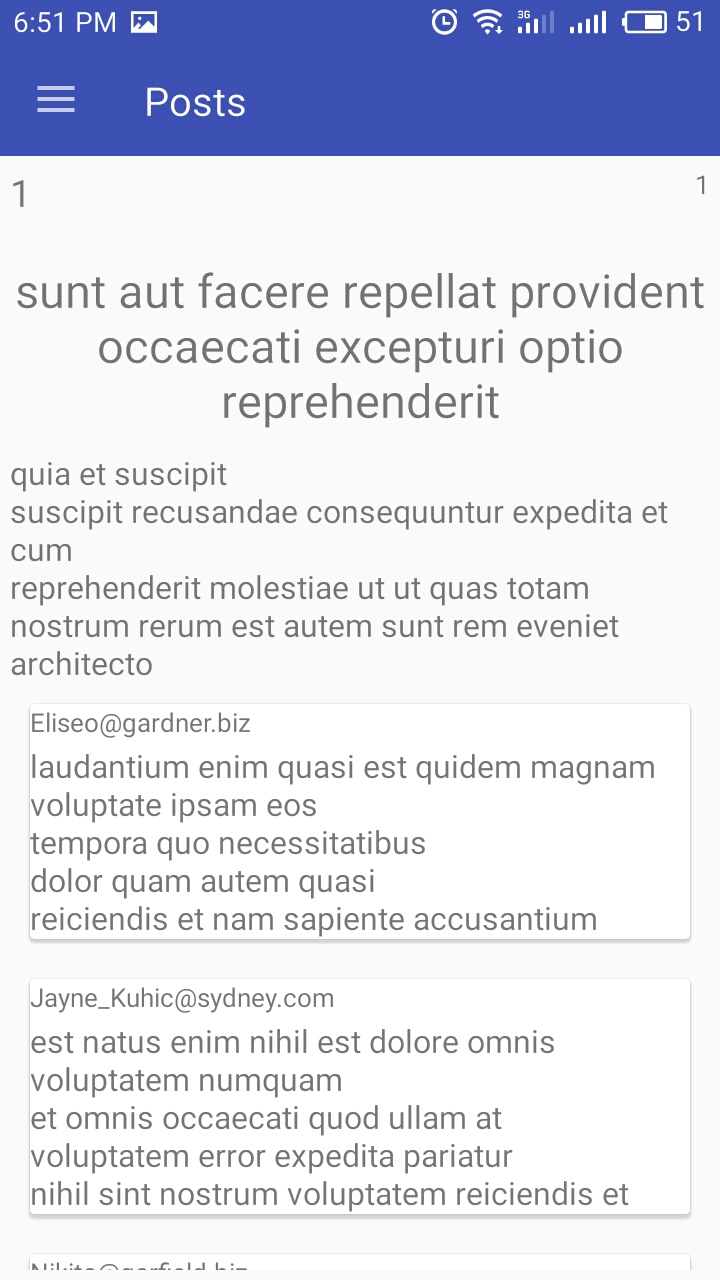 6:51 PM 3G 51
Posts
1 1
sunt aut facere repellat provident
occaecati excepturi optio
reprehenderit
quia et suscipit
suscipit recusandae consequuntur expedita et
cum
reprehenderit molestiae ut ut quas totam
nostrum rerum est autem sunt rem eveniet
architecto
Eliseo@gardner.biz
laudantium enim quasi est quidem magnam
voluptate ipsam eos
tempora quo necessitatibus
dolor quam autem quasi
reiciendis et nam sapiente accusantium
Jayne_Kuhic@sydney.com
est natus enim nihil est dolore omnis
voluptatem numquam
et omnis occaecati quod ullam at
voluptatem error expedita pariatur
nihil sint nostrum voluptatem reiciendis et